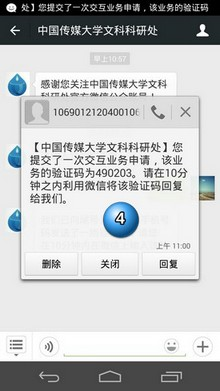 处】您提交了一次交互业务申请,该业务的验证码
中国传媒大学文科科研处
上午10:57
感谢您关注中国传媒大学文科
1069012120400106
【中国传媒大学文科科研处】您
提交了一次交互业务申请,该业
务的验证码为490203。请在10分
钟之内利用微信将该验证码回复
给我们。
4
上午 11:00
删除
关闭
回复